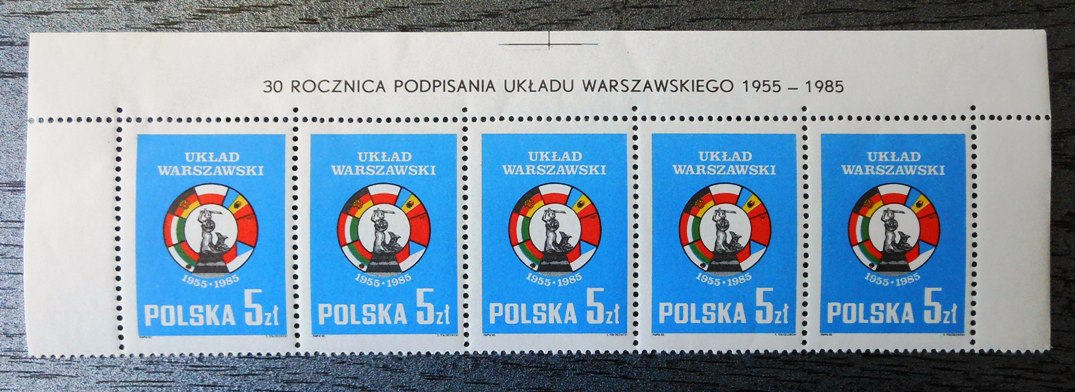 30 ROCZNICA PODPISANIA UKŁADU WARSZAWSKIEGO 1955 – 1985
UKŁAD
WARSZAWSKI
1955 · 1985
POLSKA 5zł
UKŁAD
WARSZAWSKI
1955 · 1985
POLSKA 5zł
UKŁAD
WARSZAWSKI
1955 · 1985
POLSKA 5zł
UKŁAD
WARSZAWSKI
1955 · 1985
POLSKA 5zł
UKŁAD
WARSZAWSKI
1955 · 1985
POLSKA 5zł